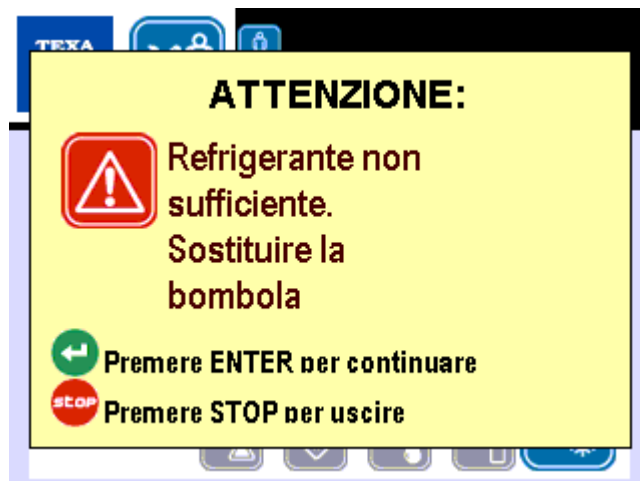 TEXA
ATTENZIONE:
Refrigerante non
sufficiente.
Sostituire la
bombola
Premere ENTER per continuare
stop Premere STOP per uscire